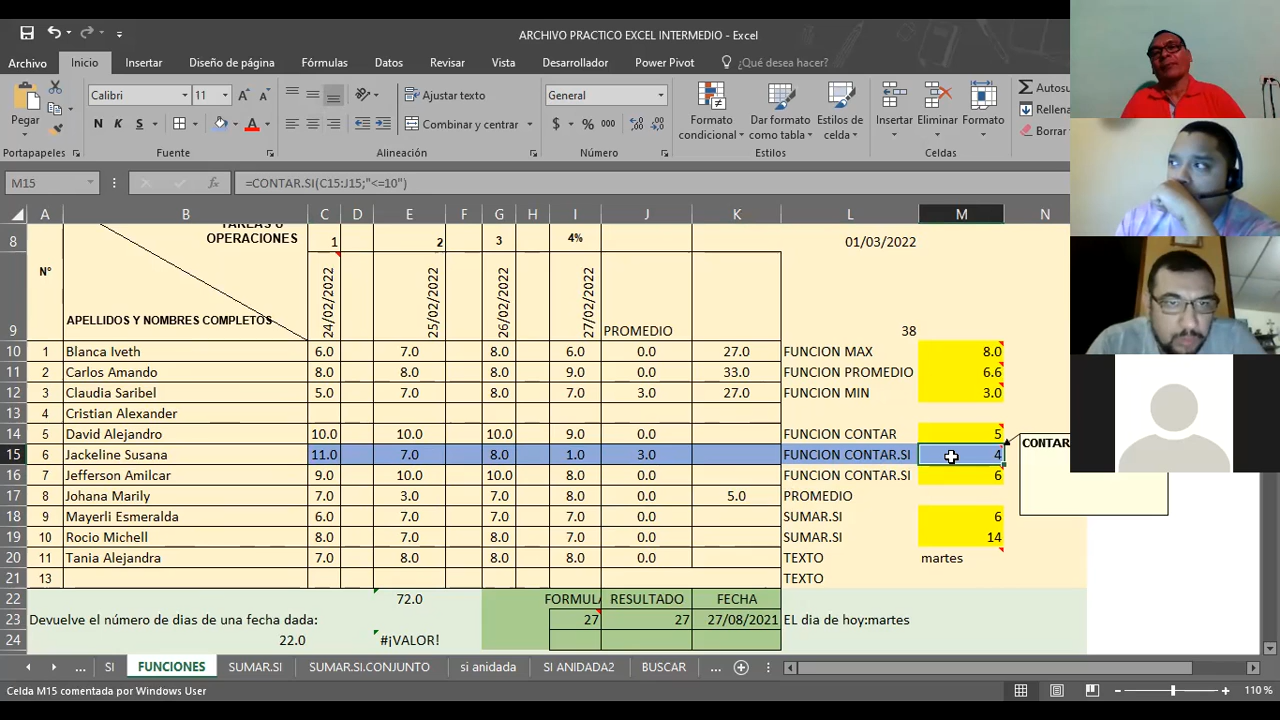 ARCHIVO PRACTICO EXCEL INTERMEDIO - Excel
Archivo Inicio Insertar Diseño de página Fórmulas Datos Revisar Vista Desarrollador Power Pivot ¿Qué desea hacer?
Pegar
Calibri 11
N K S
Ajustar texto
Combinar y centrar
General
$ % 000
Formato condicional
Dar formato como tabla
Estilos de celda
Insertar Eliminar Formato
Autosu
Rellena
Borrar
Portapapeles Fuente Alineación Número Estilos Celdas
M15 fx =CONTAR.SI(C15:J15;"<=10")
A B C D E F G H I J K L M N
8 TAREAS U OPERACIONES 1 2 3 4% 01/03/2022
N° APELLIDOS Y NOMBRES COMPLETOS 24/02/2022 25/02/2022 26/02/2022 27/02/2022
9 PROMEDIO 38
10 1 Blanca Iveth 6.0 7.0 8.0 6.0 0.0 27.0 FUNCION MAX 8.0
11 2 Carlos Amando 8.0 8.0 8.0 9.0 0.0 33.0 FUNCION PROMEDIO 6.6
12 3 Claudia Saribel 5.0 7.0 8.0 7.0 3.0 27.0 FUNCION MIN 3.0
13 4 Cristian Alexander
14 5 David Alejandro 10.0 10.0 10.0 9.0 0.0 FUNCION CONTAR 5
15 6 Jackeline Susana 11.0 7.0 8.0 1.0 3.0 FUNCION CONTAR.SI 4 CONTAR
16 7 Jefferson Amilcar 9.0 10.0 10.0 8.0 0.0 FUNCION CONTAR.SI 6
17 8 Johana Marily 7.0 3.0 7.0 8.0 0.0 5.0 PROMEDIO
18 9 Mayerli Esmeralda 6.0 7.0 7.0 7.0 0.0 SUMAR.SI 6
19 10 Rocio Michell 8.0 7.0 7.0 7.0 0.0 SUMAR.SI 14
20 11 Tania Alejandra 7.0 8.0 8.0 8.0 0.0 TEXTO martes
21 13 TEXTO
22 72.0 FORMULA RESULTADO FECHA
23 Devuelve el número de dias de una fecha dada: 27 27 27/08/2021 EL dia de hoy:martes
24 22.0 #¡VALOR!
... SI FUNCIONES SUMAR.SI SUMAR.SI.CONJUNTO si anidada SI ANIDADA2 BUSCAR ...
Celda M15 comentada por Windows User 110 %